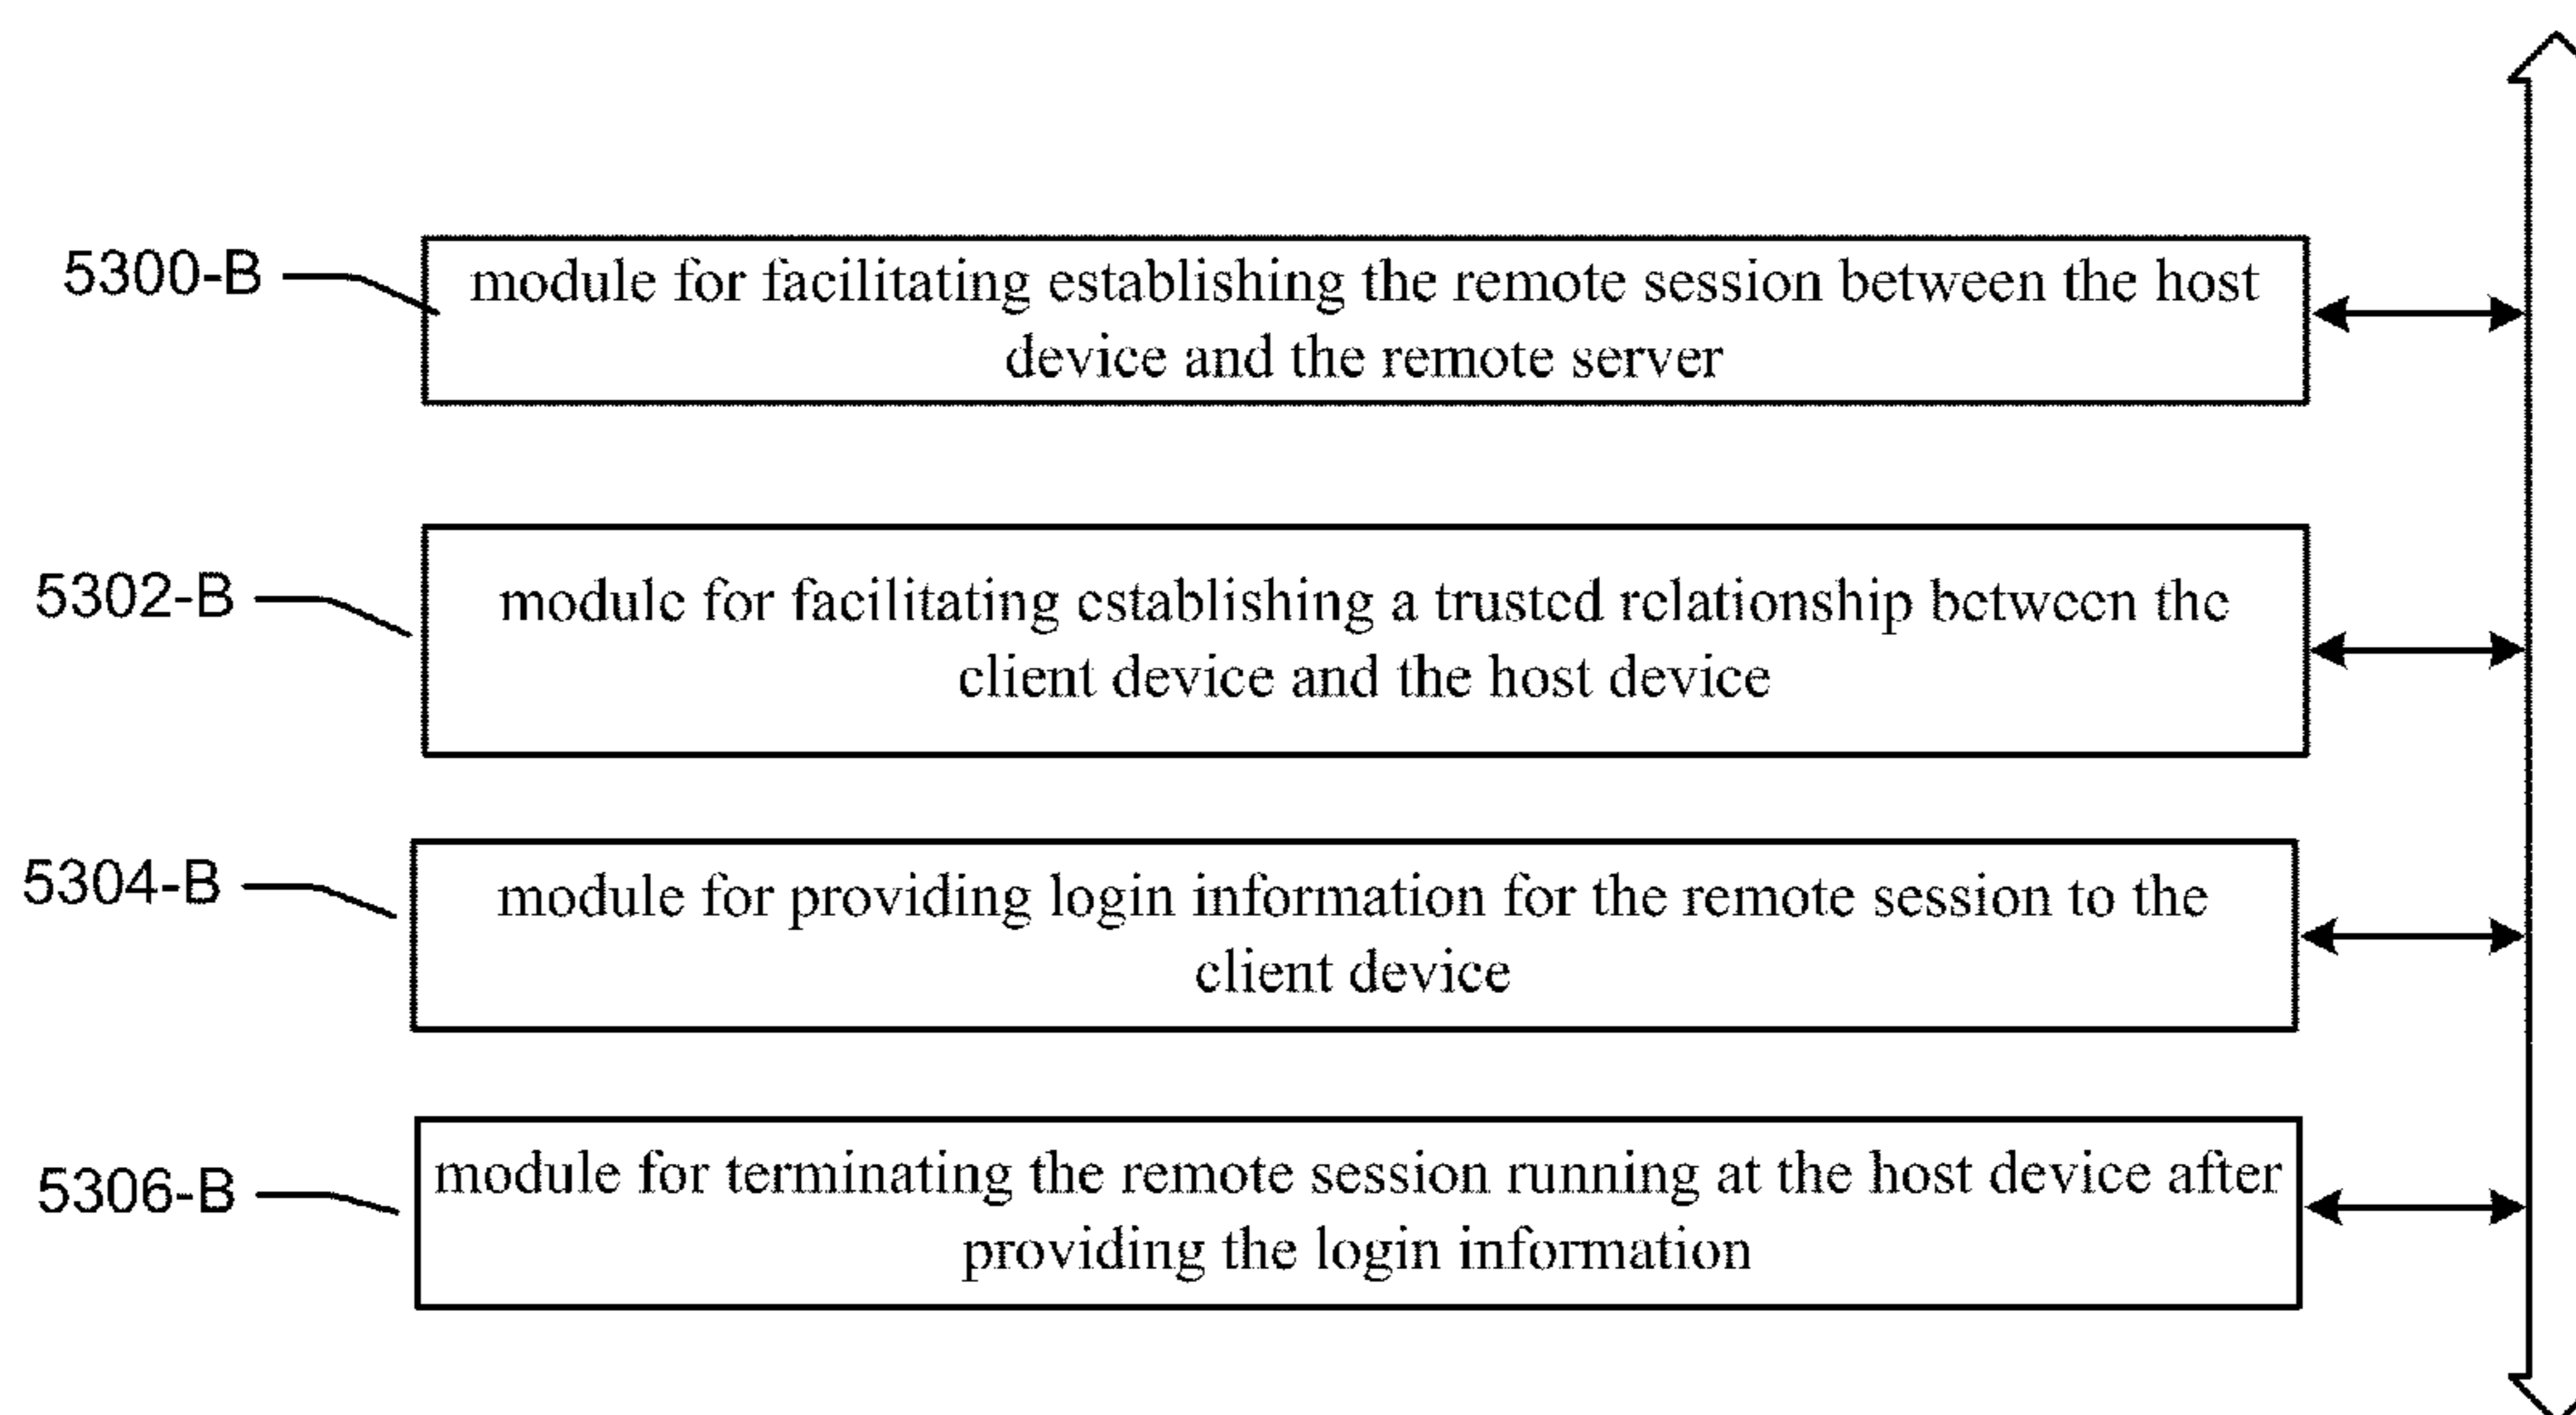 5300-B
module for facilitating establishing the remote session between the host
device and the remote server
5302-B
module for facilitating establishing a trusted relationship between the
client device and the host device
5304-B
module for providing login information for the remote session to the
client device
5306-B
module for terminating the remote session running at the host device after
providing the login information